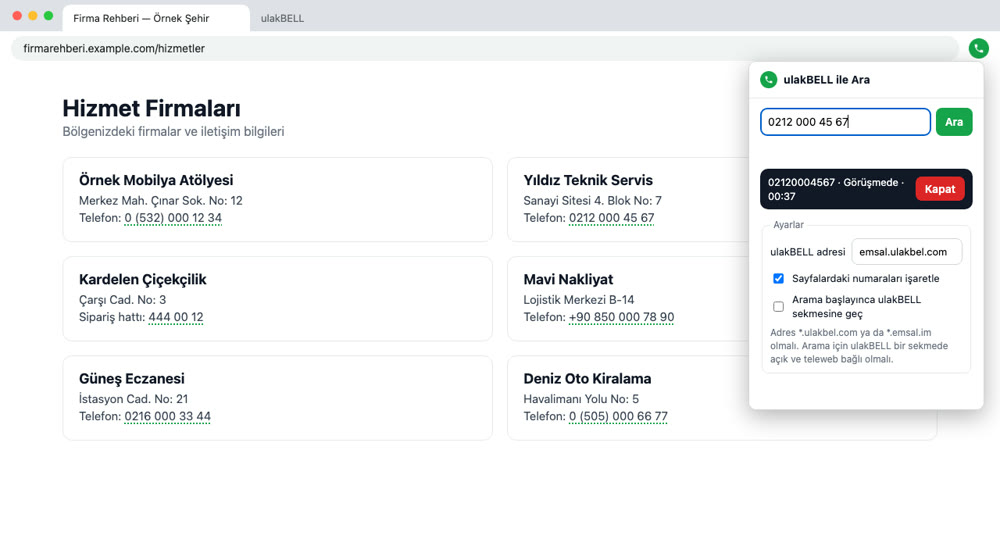 Firma Rehberi — Örnek Şehir
ulakBELL
firmarehberi.example.com/hizmetler
Hizmet Firmaları
Bölgenizdeki firmalar ve iletişim bilgileri
Örnek Mobilya Atölyesi
Merkez Mah. Çınar Sok. No: 12
Telefon: 0 (532) 000 12 34
Yıldız Teknik Servis
Sanayi Sitesi 4. Blok No: 7
Telefon: 0212 000 45 67
Kardelen Çiçekçilik
Çarşı Cad. No: 3
Sipariş hattı: 444 00 12
Mavi Nakliyat
Lojistik Merkezi B-14
Telefon: +90 850 000 78 90
Güneş Eczanesi
İstasyon Cad. No: 21
Telefon: 0216 000 33 44
Deniz Oto Kiralama
Havalimanı Yolu No: 5
Telefon: 0 (505) 000 66 77
ulakBELL ile Ara
0212 000 45 67
Ara
02120004567 · Görüşmede ·
00:37
Kapat
Ayarlar
ulakBELL adresi
emsal.ulakbel.com
Sayfalardaki numaraları işaretle
Arama başlayınca ulakBELL
sekmesine geç
Adres *.ulakbel.com ya da *.emsal.im
olmalı. Arama için ulakBELL bir sekmede
açık ve teleweb bağlı olmalı.